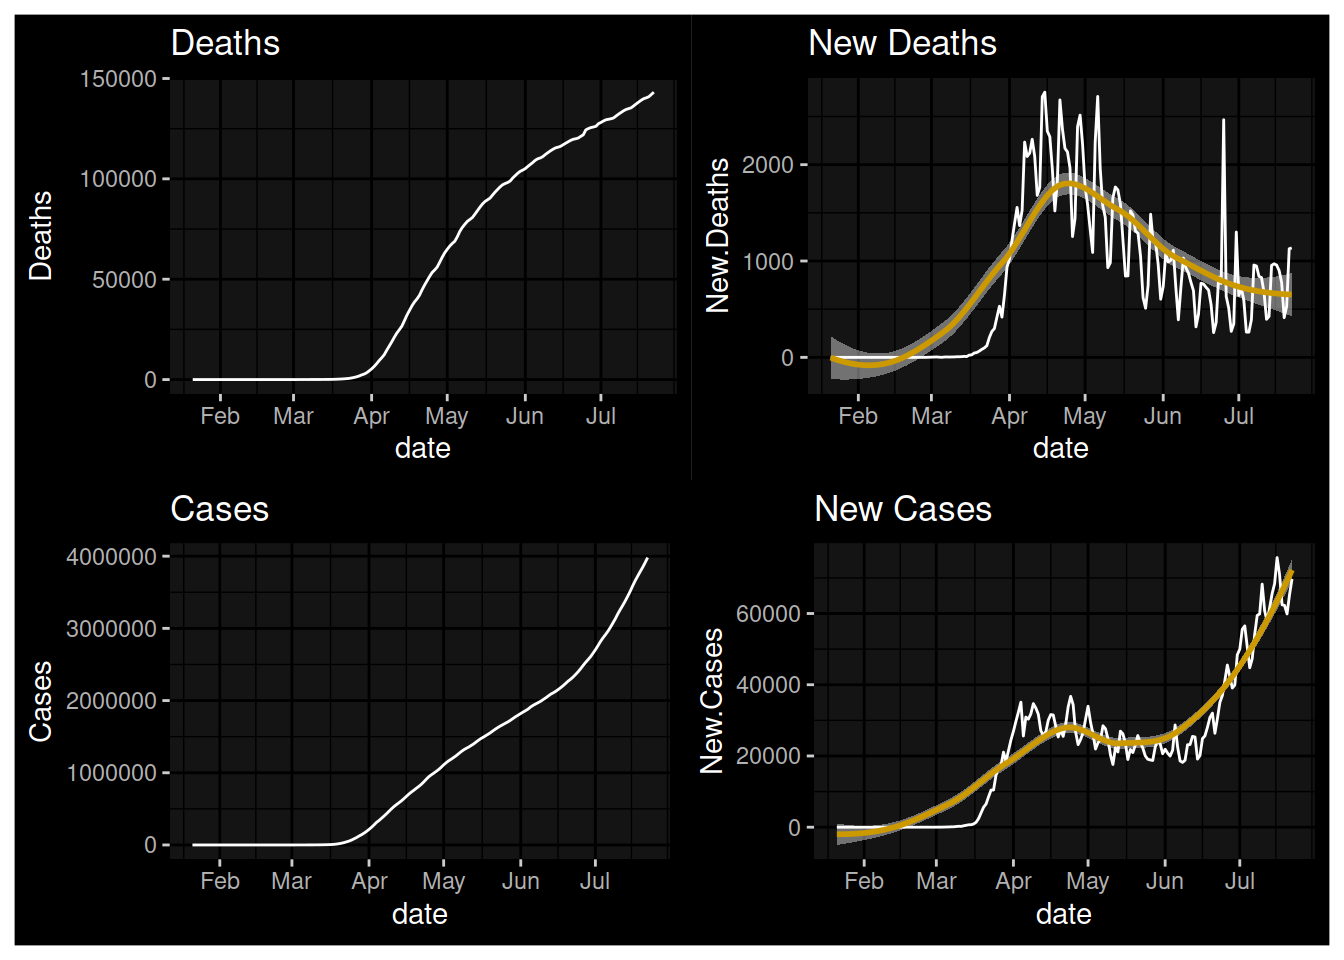 Deaths
150000
100000
50000
0
Deaths
Feb Mar Apr May Jun Jul
date
New Deaths
2000
1000
0
New.Deaths
Feb Mar Apr May Jun Jul
date
Cases
4000000
3000000
2000000
1000000
0
Cases
Feb Mar Apr May Jun Jul
date
New Cases
60000
40000
20000
0
New.Cases
Feb Mar Apr May Jun Jul
date